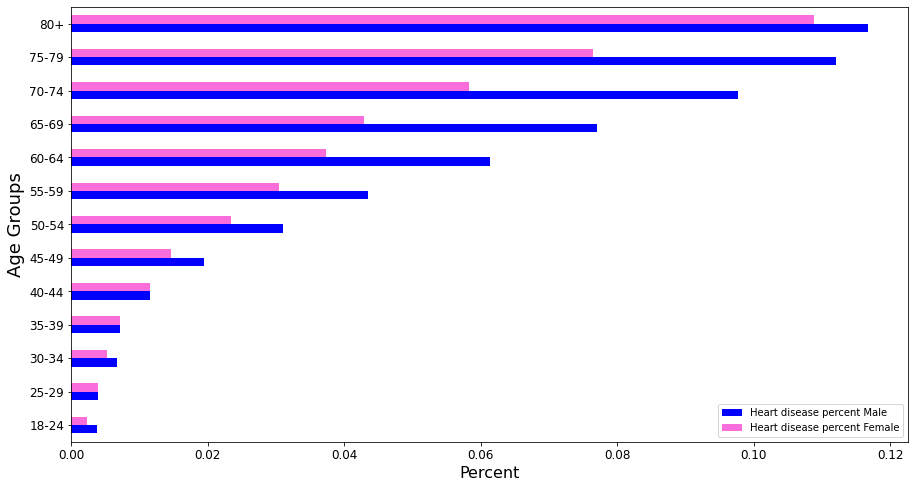 80+
75-79
70-74
65-69
60-64
55-59
50-54
45-49
40-44
35-39
30-34
25-29
18-24
Age Groups
0.00 0.02 0.04 0.06 0.08 0.10 0.12
Percent
Heart disease percent Male
Heart disease percent Female